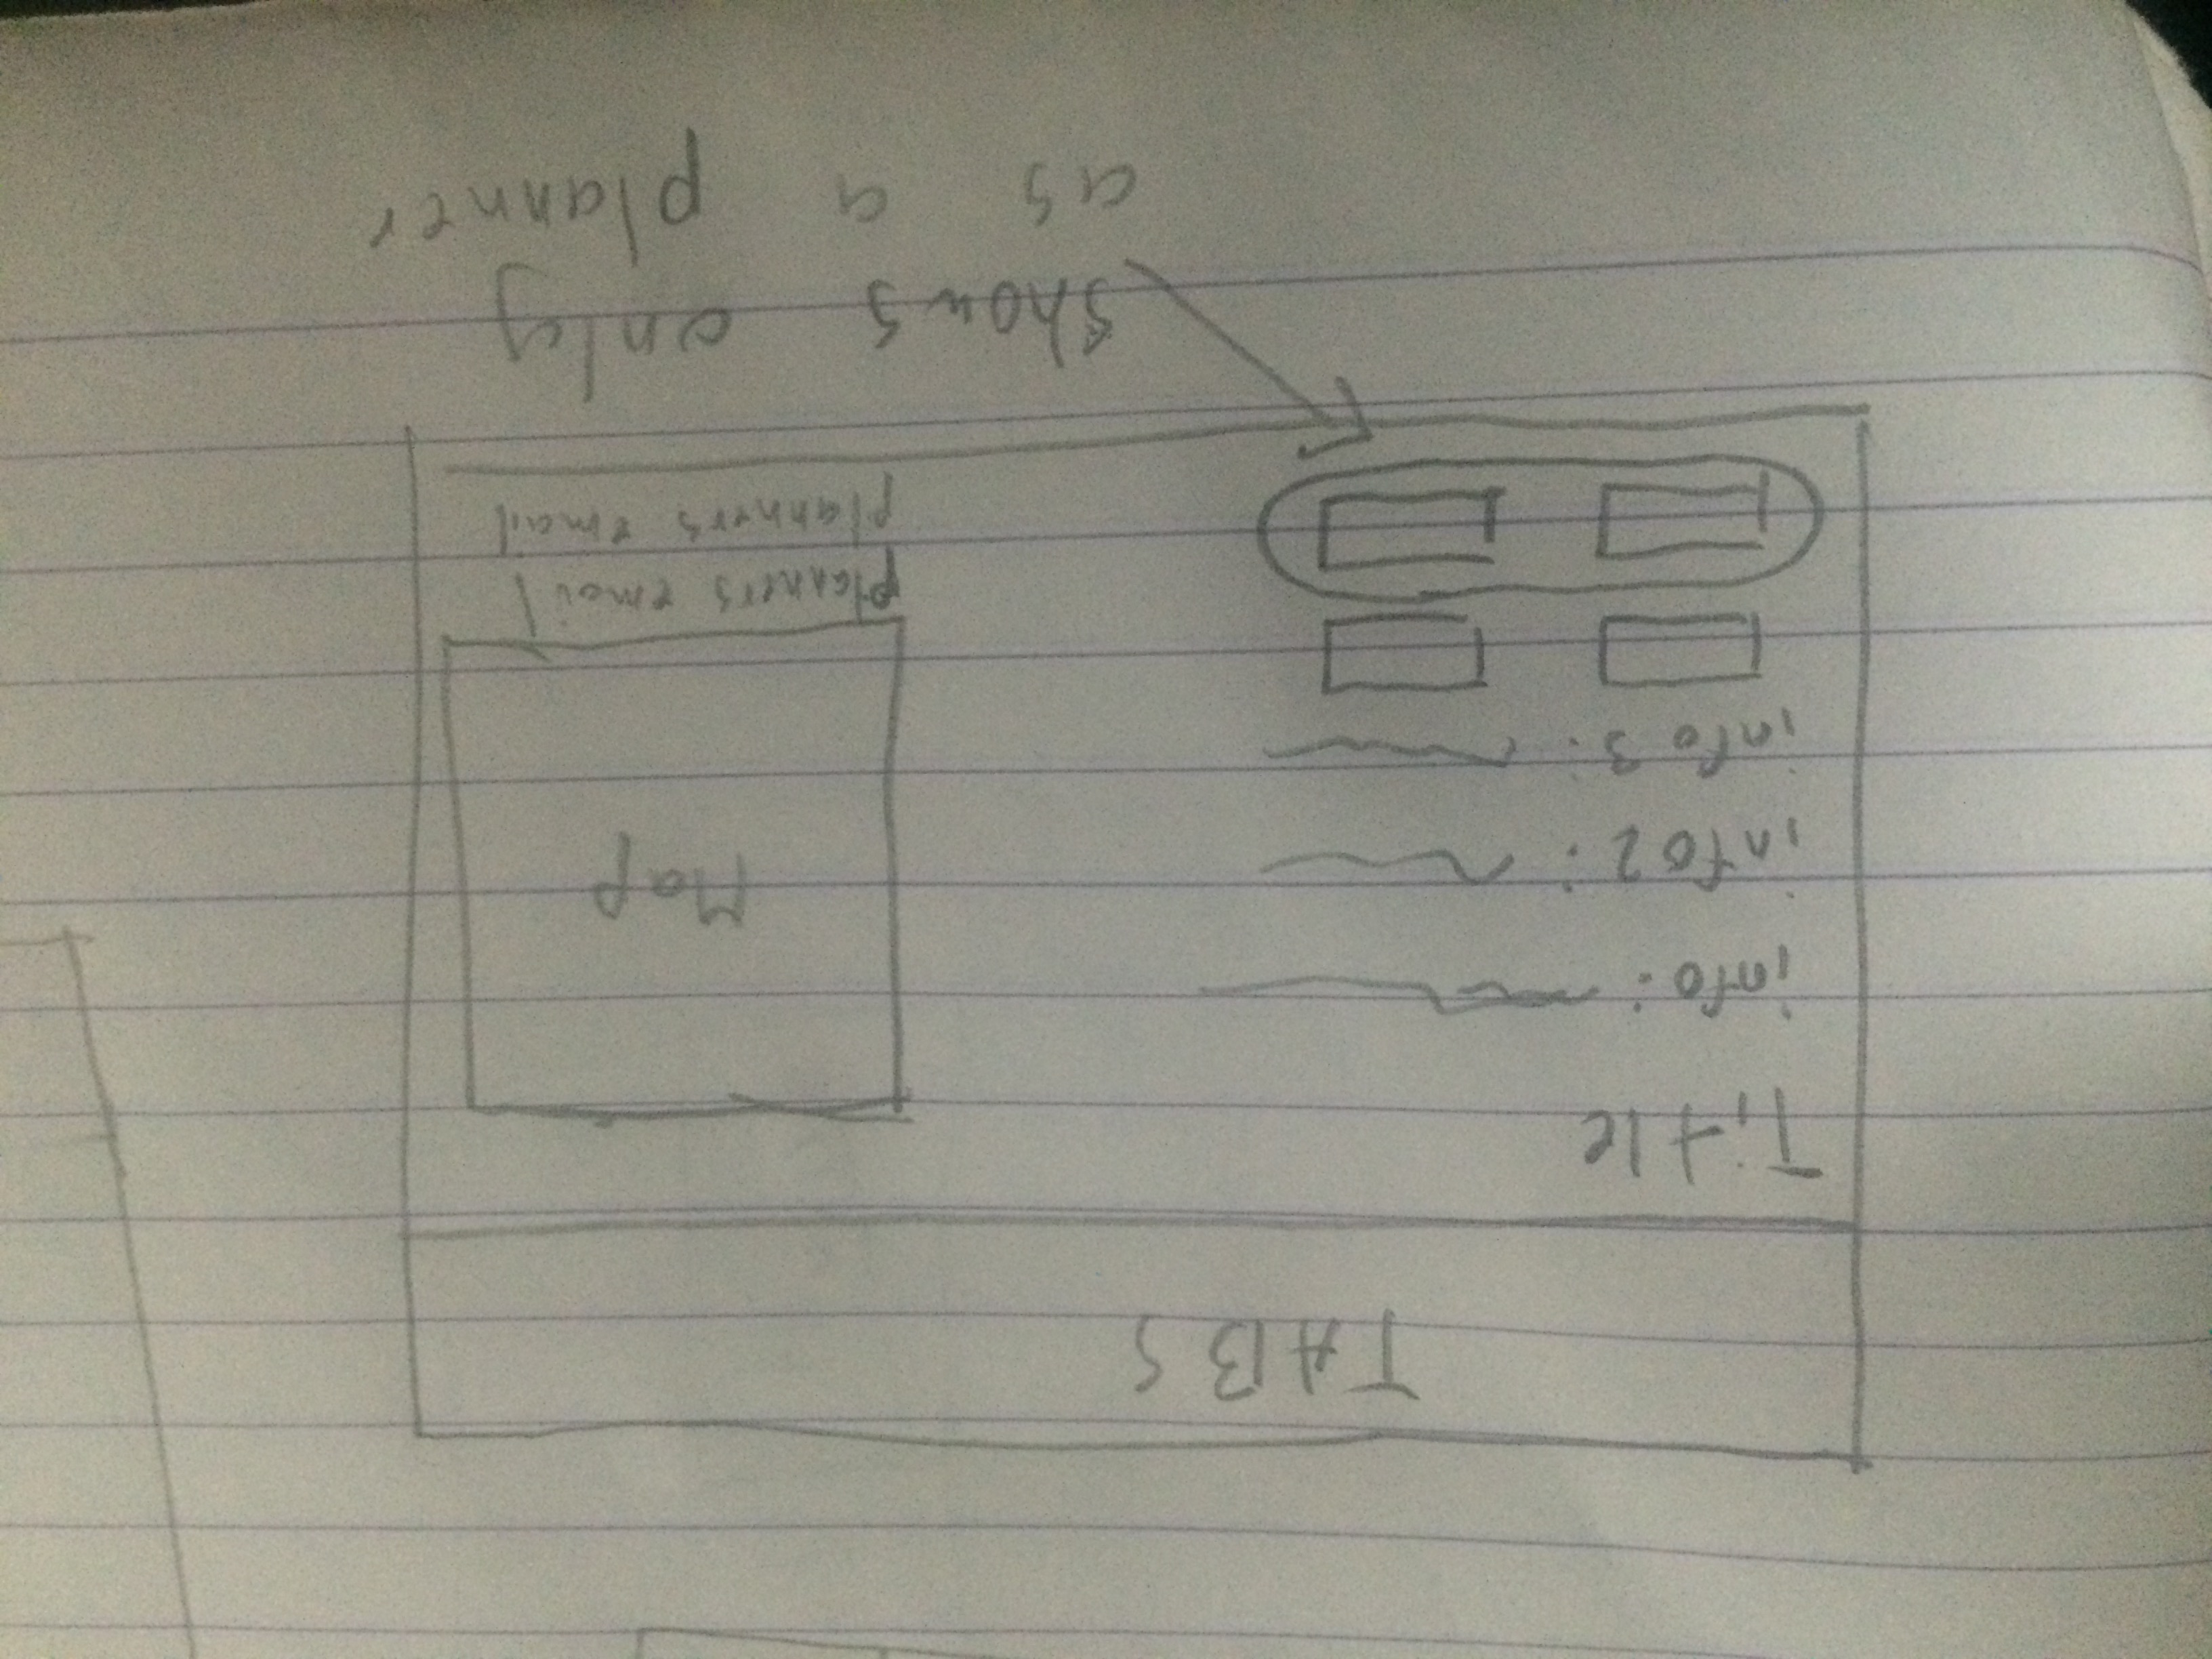 TABS
Title
info:
info2:
info3:
Map
planners email
planners email
shows only
as a planner